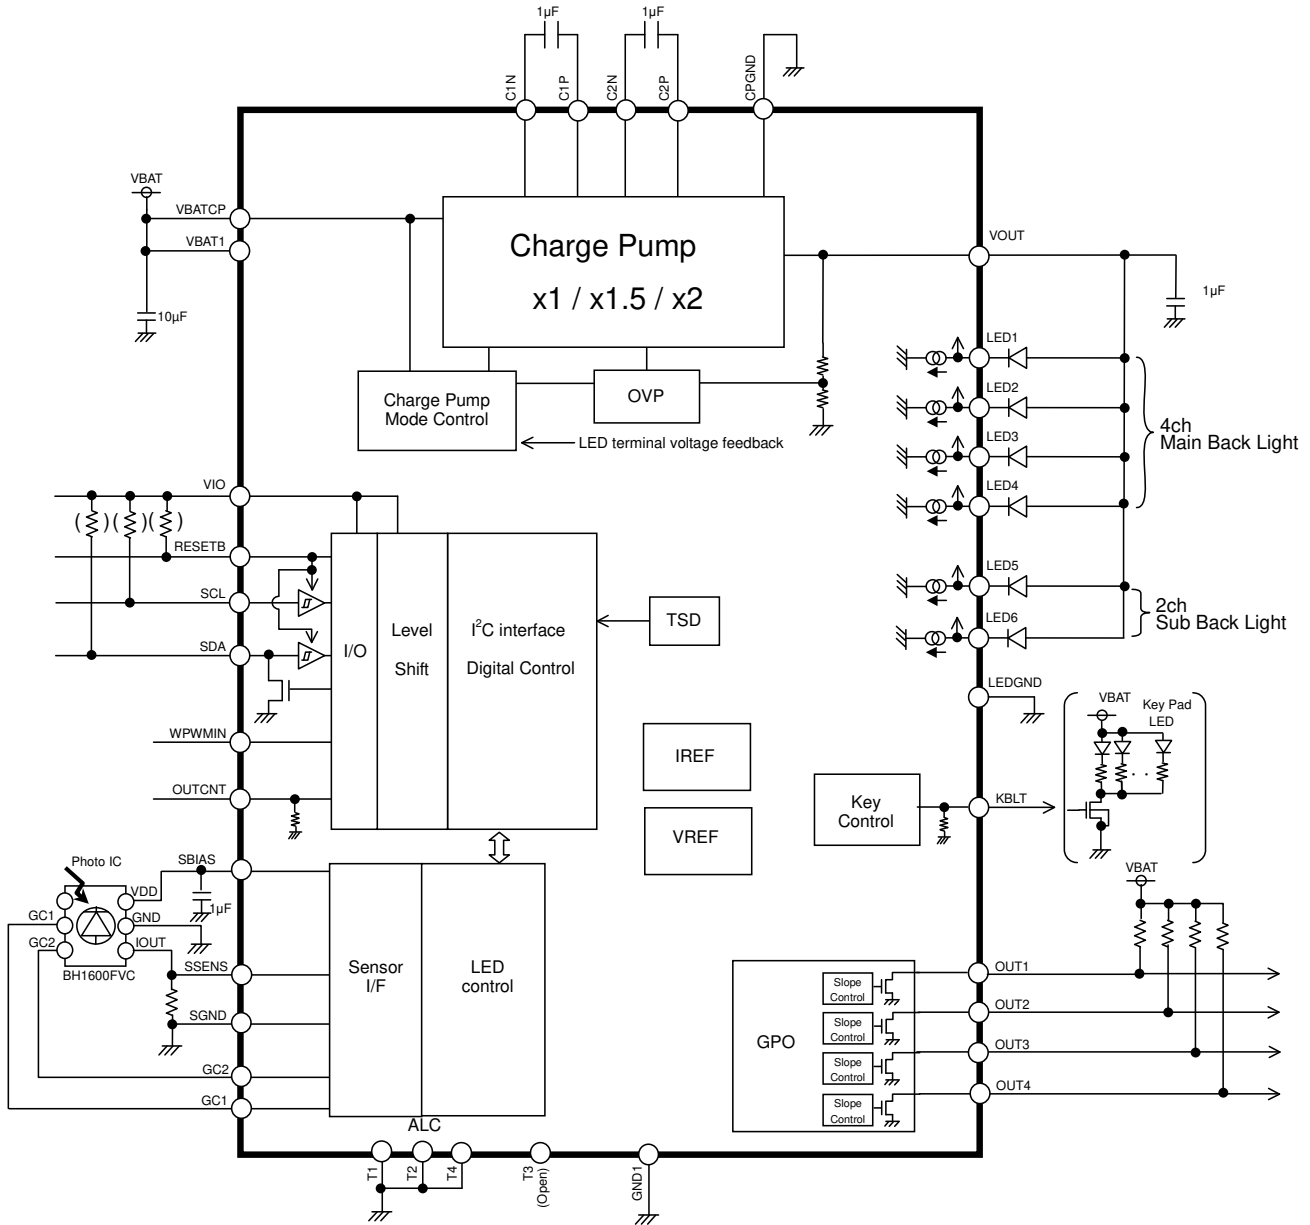 1μF
1μF
C1N
C1P
C2N
C2P
CPGND
VBAT
VBATCP
VBAT1
10μF
Charge Pump
x1 / x1.5 / x2
VOUT
1μF
Charge Pump
Mode Control
OVP
LED terminal voltage feedback
LED1
LED2
LED3
LED4
4ch
Main Back Light
LED5
LED6
2ch
Sub Back Light
VIO
( ) ( ) ( )
RESETB
SCL
SDA
WPWMIN
OUTCNT
I/O
Level
Shift
I²C interface
Digital Control
TSD
IREF
VREF
LEDGND
Key
Control
KBLT
VBAT
Key Pad
LED
. .
Photo IC
SBIAS
VDD
1μF
GC1
GND
GC2
IOUT
BH1600FVC
SSENS
SGND
GC2
GC1
Sensor
I/F
LED
control
ALC
VBAT
GPO
Slope
Control
Slope
Control
Slope
Control
Slope
Control
OUT1
OUT2
OUT3
OUT4
T1
T2
T4
T3
(Open)
GND1